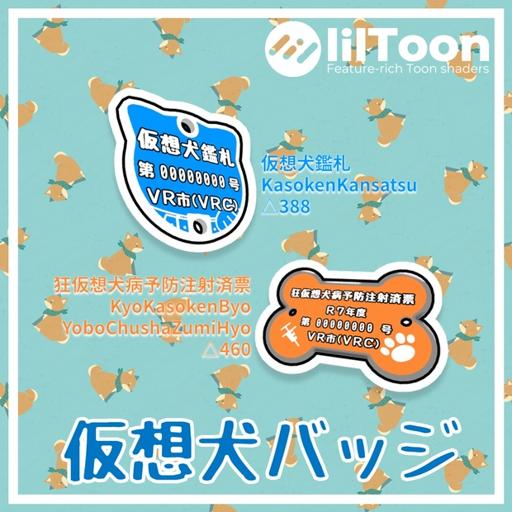 lilToon
Feature-rich Toon shaders
仮想犬鑑札
第 00000000 号
VR市(VRC)
仮想犬鑑札
KasokenKansatsu
△388
狂仮想犬病予防注射済票
KyoKasokenByo
YoboChushaZumiHyo
△460
狂仮想犬病予防注射済票
R7年度
第 00000000 号
VR市(VRC)
仮想犬バッジ